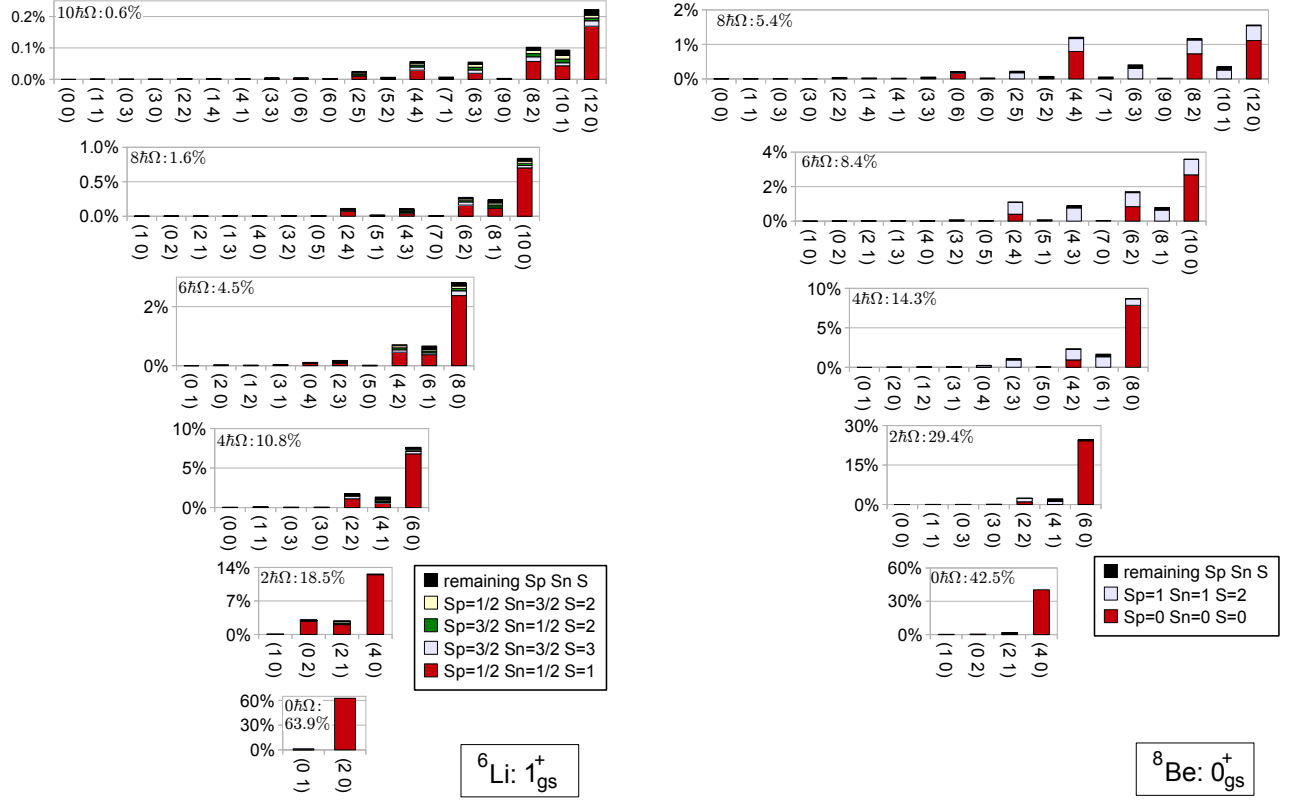 10ħΩ:0.6%
0.2%
0.1%
0.0%
(0 0) (1 1) (0 3) (3 0) (2 2) (1 4) (4 1) (3 3) (0 6) (6 0) (2 5) (5 2) (4 4) (7 1) (6 3) (9 0) (8 2) (10 1) (12 0)
8ħΩ:1.6%
1.0%
0.5%
0.0%
(1 0) (0 2) (2 1) (1 3) (4 0) (3 2) (0 5) (2 4) (5 1) (4 3) (7 0) (6 2) (8 1) (10 0)
6ħΩ:4.5%
2%
0%
(0 1) (2 0) (1 2) (3 1) (0 4) (2 3) (5 0) (4 2) (6 1) (8 0)
4ħΩ:10.8%
10%
5%
0%
(0 0) (1 1) (0 3) (3 0) (2 2) (4 1) (6 0)
2ħΩ:18.5%
14%
7%
0%
(1 0) (0 2) (2 1) (4 0)
0ħΩ:
63.9%
60%
30%
0%
(0 1) (2 0)
remaining Sp Sn S
Sp=1/2 Sn=3/2 S=2
Sp=3/2 Sn=1/2 S=2
Sp=3/2 Sn=3/2 S=3
Sp=1/2 Sn=1/2 S=1
⁶Li: 1⁺gs
8ħΩ:5.4%
2%
1%
0%
(0 0) (1 1) (0 3) (3 0) (2 2) (1 4) (4 1) (3 3) (0 6) (6 0) (2 5) (5 2) (4 4) (7 1) (6 3) (9 0) (8 2) (10 1) (12 0)
6ħΩ:8.4%
4%
2%
0%
(1 0) (0 2) (2 1) (1 3) (4 0) (3 2) (0 5) (2 4) (5 1) (4 3) (7 0) (6 2) (8 1) (10 0)
4ħΩ:14.3%
10%
5%
0%
(0 1) (2 0) (1 2) (3 1) (0 4) (2 3) (5 0) (4 2) (6 1) (8 0)
2ħΩ:29.4%
30%
15%
0%
(0 0) (1 1) (0 3) (3 0) (2 2) (4 1) (6 0)
0ħΩ:42.5%
60%
30%
0%
(1 0) (0 2) (2 1) (4 0)
remaining Sp Sn S
Sp=1 Sn=1 S=2
Sp=0 Sn=0 S=0
⁸Be: 0⁺gs